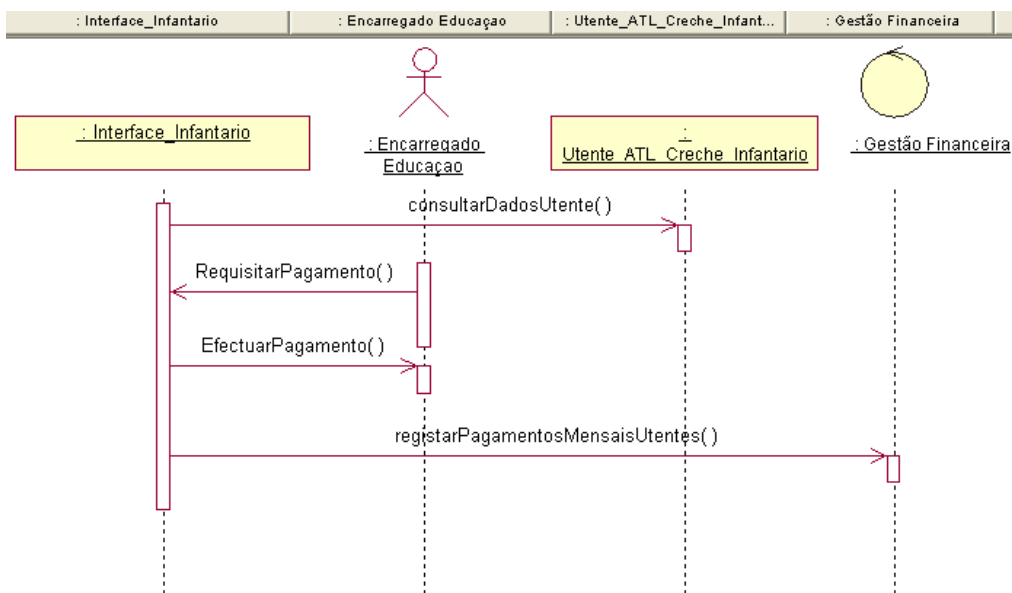 : Interface_Infantario
: Encarregado Educaçao
: Utente_ATL_Creche_Infant...
: Gestão Financeira
: Interface_Infantario
: Encarregado
Educaçao
:
Utente_ATL_Creche_Infantario
: Gestão Financeira
consultarDadosUtente( )
RequisitarPagamento( )
EfectuarPagamento( )
registarPagamentosMensaisUtentes( )